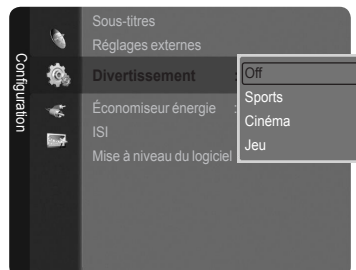 Configuration
Sous-titres
Réglages externes
Divertissement :
Off
Sports
Cinéma
Jeu
Économiseur énergie :
ISI
Mise à niveau du logiciel